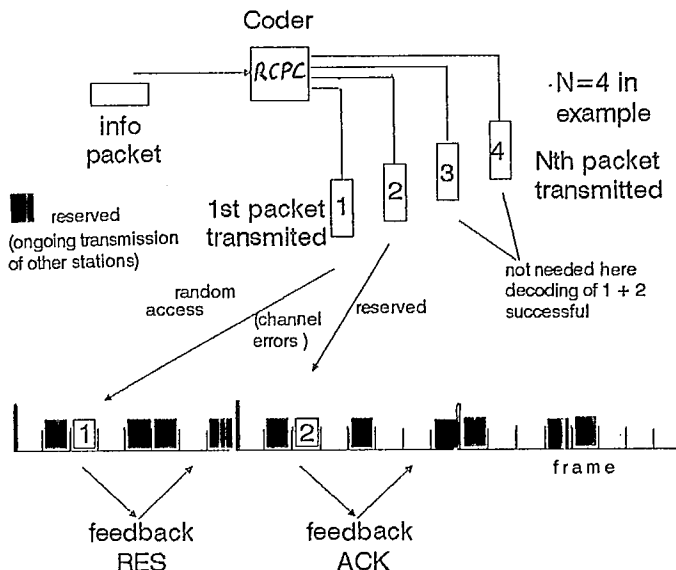 Coder
RCPC
info
packet
N=4 in
example
1
2
3
4
Nth packet
transmitted
reserved
(ongoing transmission
of other stations)
1st packet
transmited
not needed here
decoding of 1 + 2
successful
random
access
(channel
errors )
reserved
1
2
frame
feedback
RES
feedback
ACK